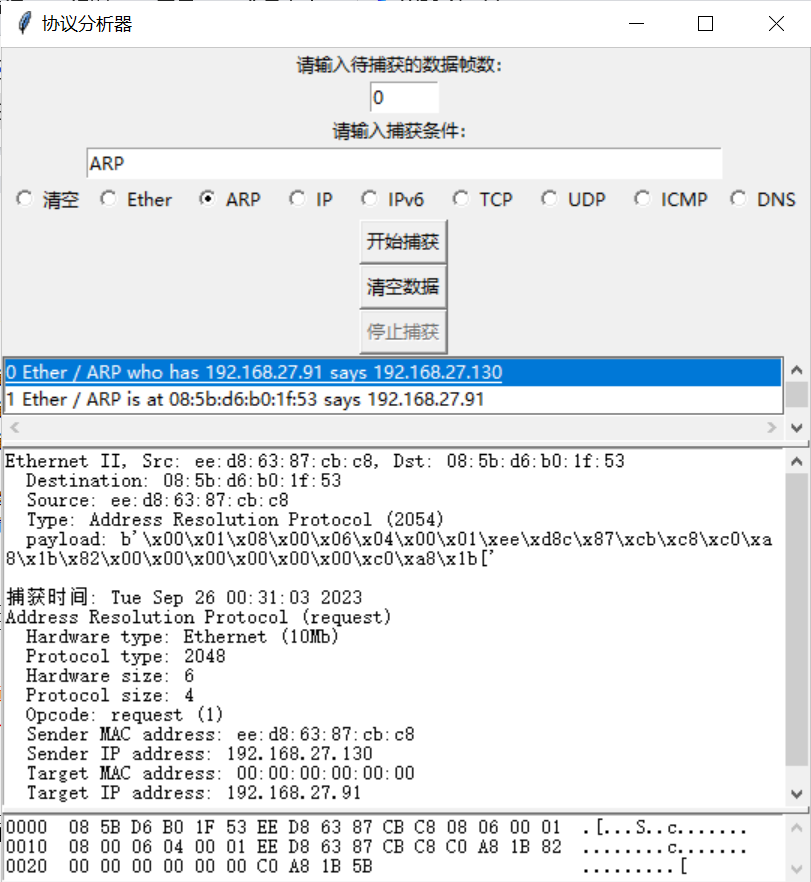 协议分析器
请输入待捕获的数据帧数:
0
请输入捕获条件:
ARP
清空 Ether ARP IP IPv6 TCP UDP ICMP DNS
开始捕获
清空数据
停止捕获
0 Ether / ARP who has 192.168.27.91 says 192.168.27.130
1 Ether / ARP is at 08:5b:d6:b0:1f:53 says 192.168.27.91
Ethernet II, Src: ee:d8:63:87:cb:c8, Dst: 08:5b:d6:b0:1f:53
Destination: 08:5b:d6:b0:1f:53
Source: ee:d8:63:87:cb:c8
Type: Address Resolution Protocol (2054)
payload: b'\x00\x01\x08\x00\x06\x04\x00\x01\xee\xd8c\x87\xcb\xc8\xc0\xa
8\x1b\x82\x00\x00\x00\x00\x00\x00\xc0\xa8\x1b['
捕获时间: Tue Sep 26 00:31:03 2023
Address Resolution Protocol (request)
Hardware type: Ethernet (10Mb)
Protocol type: 2048
Hardware size: 6
Protocol size: 4
Opcode: request (1)
Sender MAC address: ee:d8:63:87:cb:c8
Sender IP address: 192.168.27.130
Target MAC address: 00:00:00:00:00:00
Target IP address: 192.168.27.91
0000 08 5B D6 B0 1F 53 EE D8 63 87 CB C8 08 06 00 01 .[...S..c.......
0010 08 00 06 04 00 01 EE D8 63 87 CB C8 C0 A8 1B 82 ........c.......
0020 00 00 00 00 00 00 C0 A8 1B 5B .........[